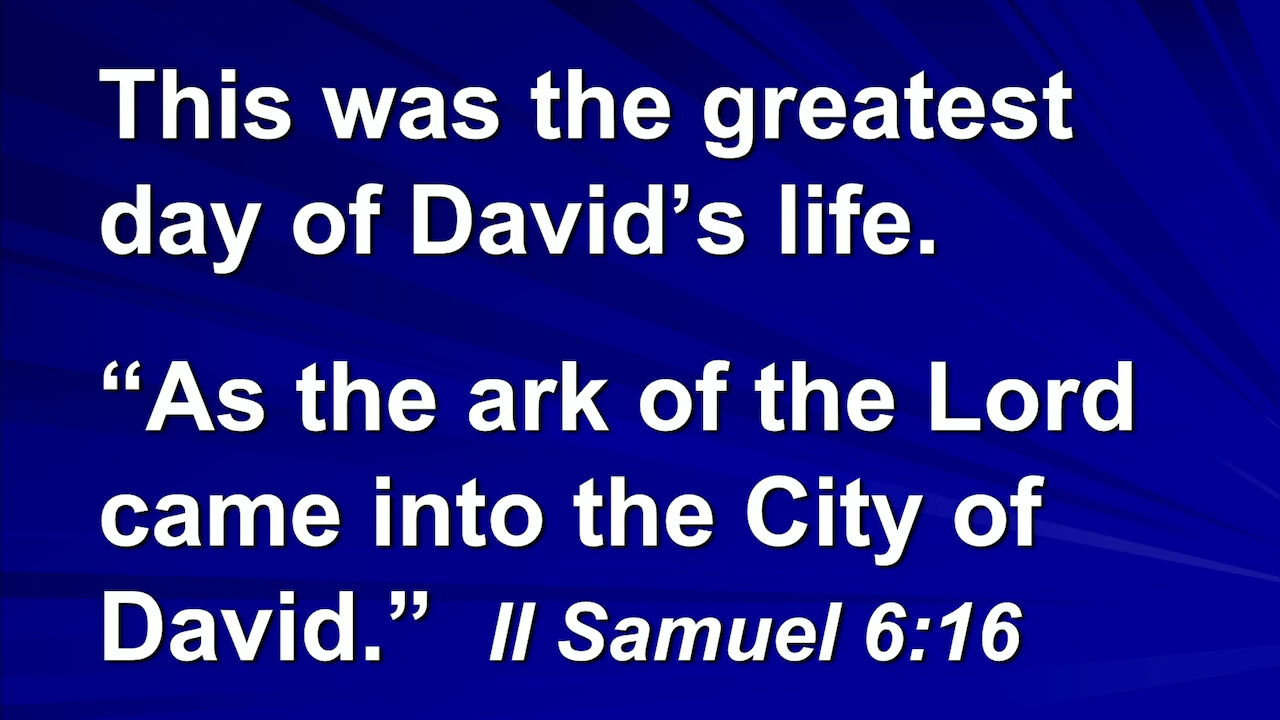 This was the greatest
day of David’s life.
“As the ark of the Lord
came into the City of
David.” II Samuel 6:16